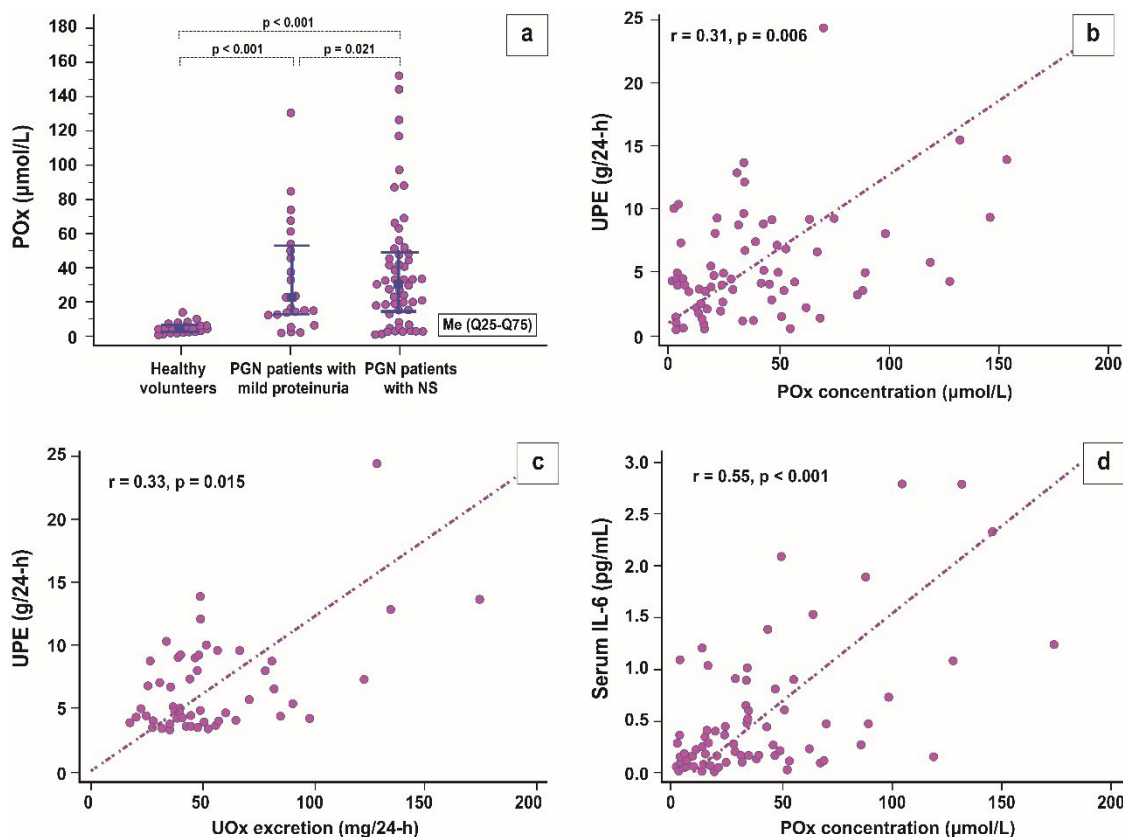 a
p < 0.001
p < 0.001
p = 0.021
180
160
140
120
100
80
60
40
20
0
POx (µmol/L)
Me (Q25-Q75)
Healthy
volunteers
PGN patients with
mild proteinuria
PGN patients
with NS
b
r = 0.31, p = 0.006
25
20
15
10
5
0
UPE (g/24-h)
0
50
100
150
200
POx concentration (µmol/L)
c
r = 0.33, p = 0.015
25
20
15
10
5
0
UPE (g/24-h)
0
50
100
150
200
UOx excretion (mg/24-h)
d
r = 0.55, p < 0.001
3.0
2.5
2.0
1.5
1.0
0.5
0.0
Serum IL-6 (pg/mL)
0
50
100
150
200
POx concentration (µmol/L)